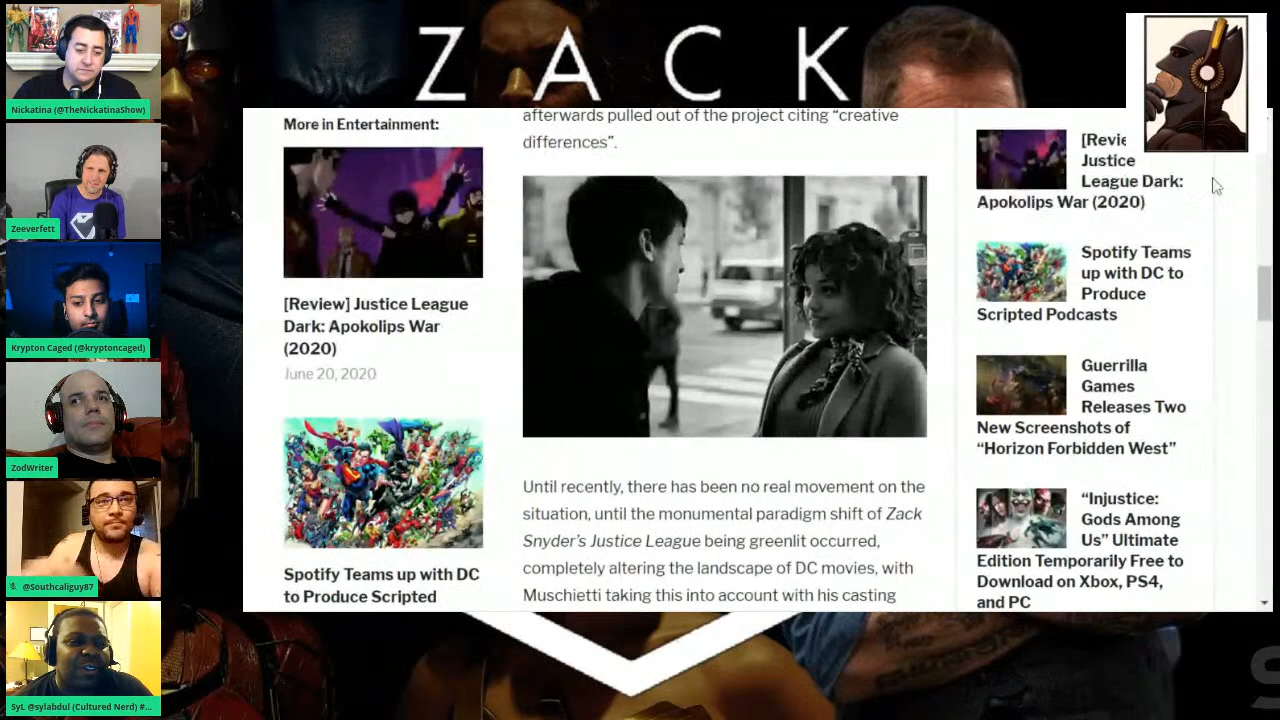 ZACK
Nickatina (@TheNickatinaShow)
Zeeverfett
Krypton Caged (@kryptoncaged)
ZodWriter
@Southcaliguy87
SyL @sylabdul (Cultured Nerd) #...
More in Entertainment:
[Review] Justice League
Dark: Apokolips War
(2020)
June 20, 2020
Spotify Teams up with DC
to Produce Scripted
afterwards pulled out of the project citing “creative
differences”.
Until recently, there has been no real movement on the
situation, until the monumental paradigm shift of Zack
Snyder’s Justice League being greenlit occurred,
completely altering the landscape of DC movies, with
Muschietti taking this into account with his casting
[Revie
Justice
League Dark:
Apokolips War (2020)
Spotify Teams
up with DC to
Produce
Scripted Podcasts
Guerrilla
Games
Releases Two
New Screenshots of
“Horizon Forbidden West”
“Injustice:
Gods Among
Us” Ultimate
Edition Temporarily Free to
Download on Xbox, PS4,
and PC
S